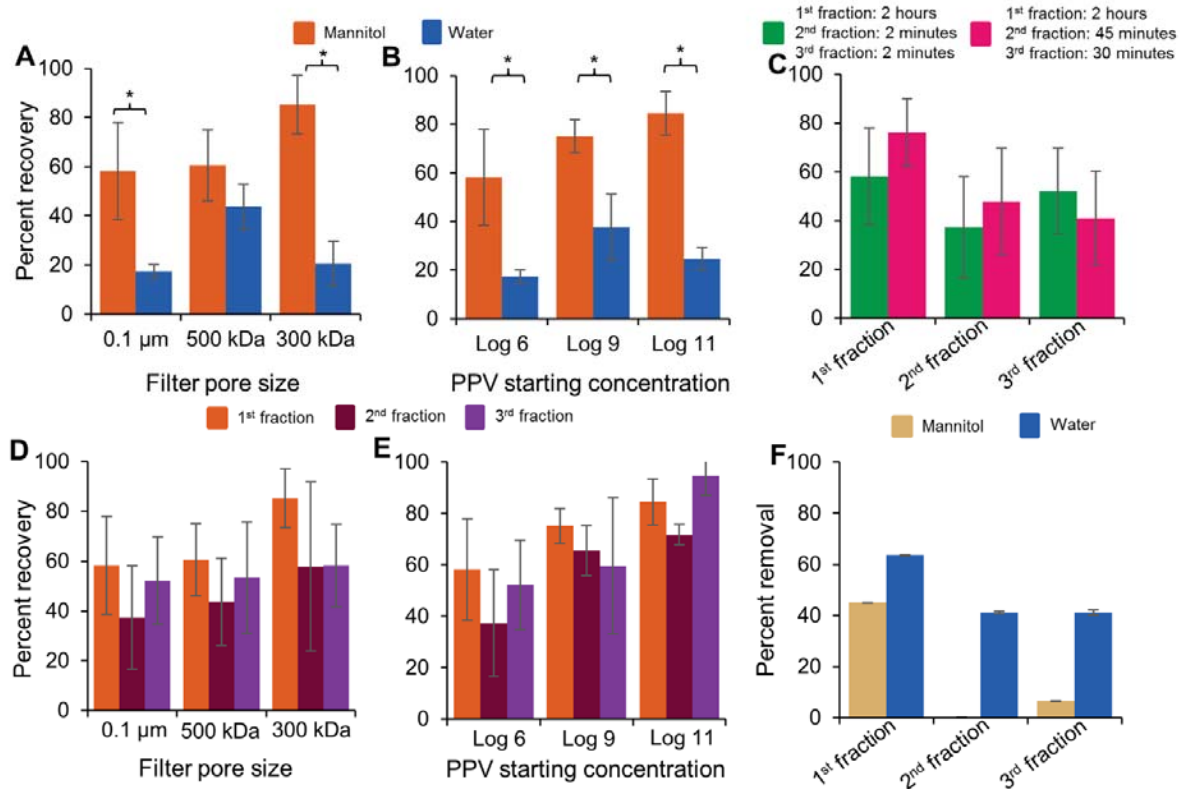 Mannitol Water
A
Percent recovery
100
80
60
40
20
0
*
*
0.1 µm 500 kDa 300 kDa
Filter pore size
B
100
80
60
40
20
0
*
*
*
Log 6 Log 9 Log 11
PPV starting concentration
1st fraction: 2 hours
2nd fraction: 2 minutes
3rd fraction: 2 minutes
1st fraction: 2 hours
2nd fraction: 45 minutes
3rd fraction: 30 minutes
C
100
80
60
40
20
0
1st fraction
2nd fraction
3rd fraction
1st fraction 2nd fraction 3rd fraction
D
Percent recovery
100
80
60
40
20
0
0.1 µm 500 kDa 300 kDa
Filter pore size
E
100
80
60
40
20
0
Log 6 Log 9 Log 11
PPV starting concentration
Mannitol Water
F
Percent removal
100
80
60
40
20
0
1st fraction
2nd fraction
3rd fraction